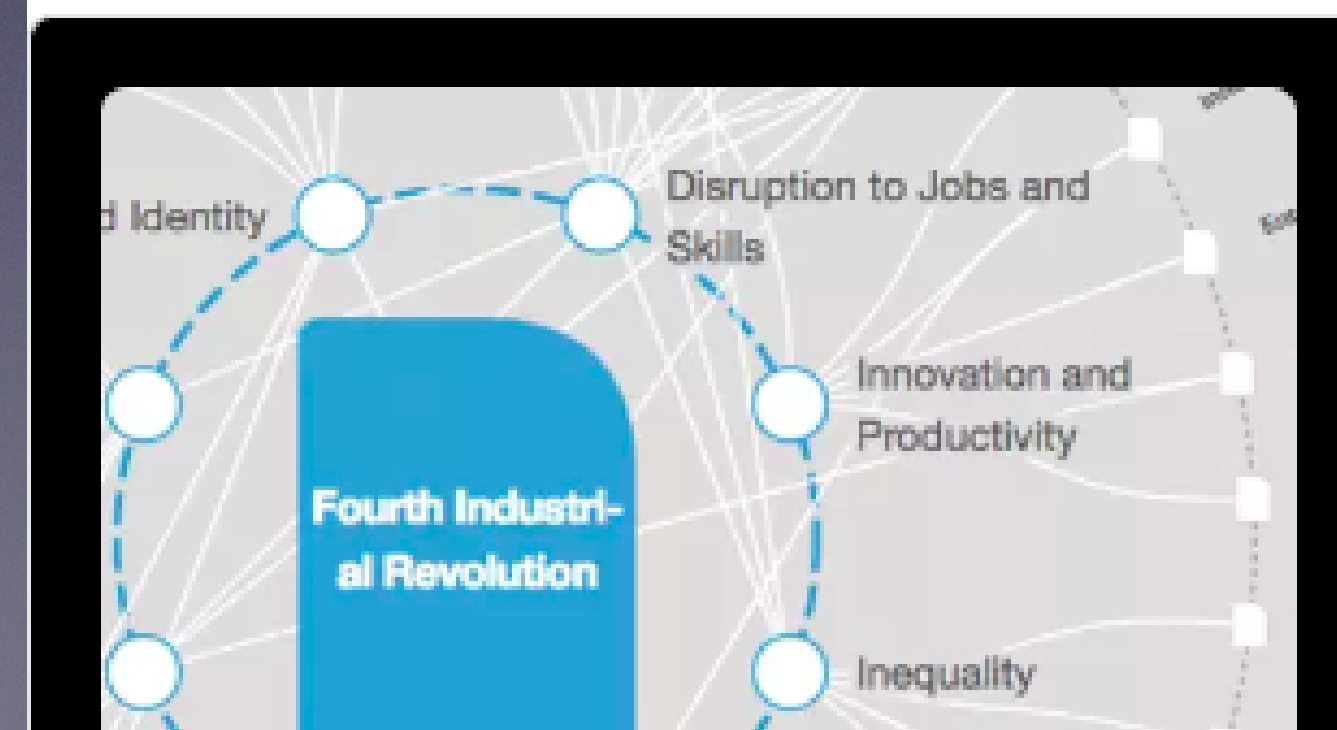 d Identity
Disruption to Jobs and
Skills
Innovation and
Productivity
Fourth Industri-
al Revolution
Inequality